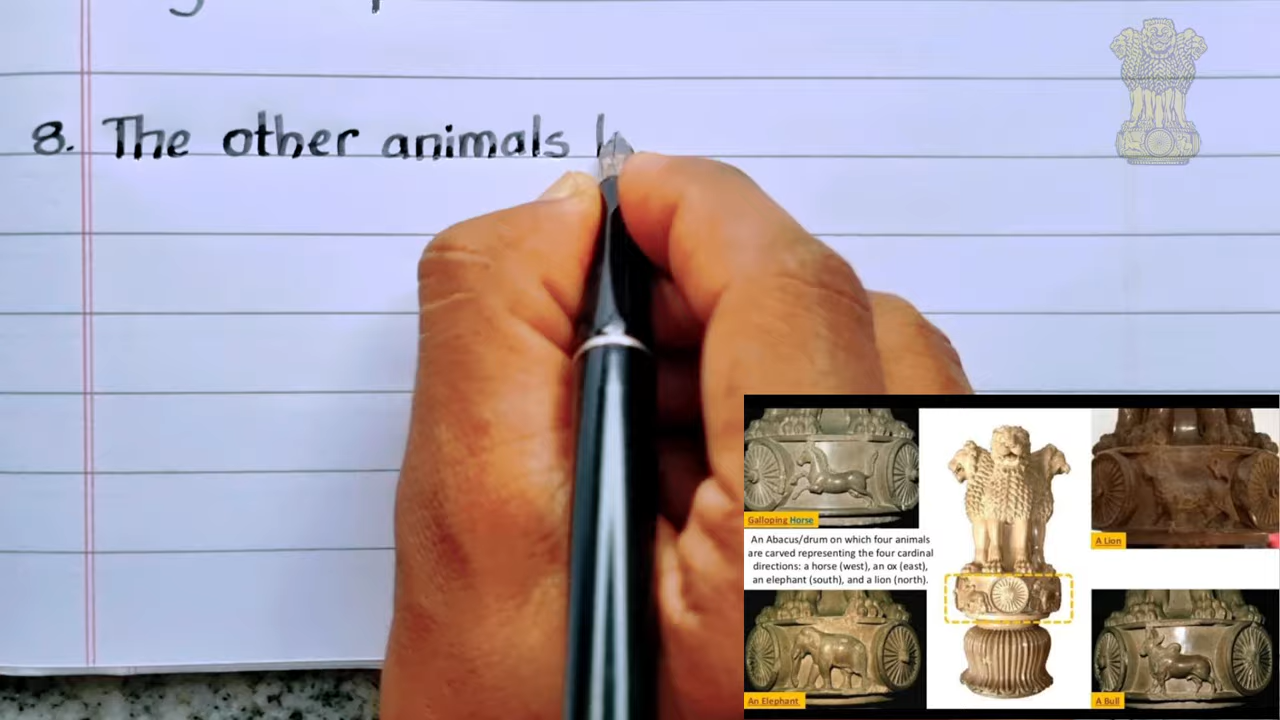 8. The other animals
Galloping Horse
An Abacus/drum on which four animals
are carved representing the four cardinal
directions: a horse (west), an ox (east),
an elephant (south), and a lion (north).
A Lion
An Elephant
A Bull